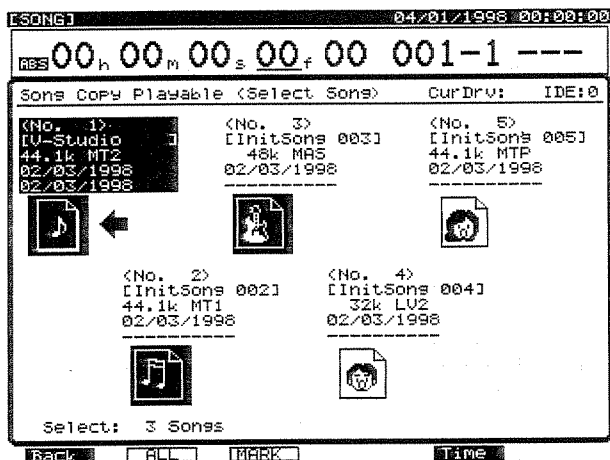 [SONG] 04/01/1998 00:00:00
ABS 00h 00m 00s 00f 00 001-1 ---
Song Copy Playable (Select Song) CurDrv: IDE:0
(No. 1)
[V-Studio ]
44.1k MT2
02/03/1998
02/03/1998
(No. 3)
[InitSong 003]
48k MAS
02/03/1998
----------
(No. 5)
[InitSong 005]
44.1k MTP
02/03/1998
----------
(No. 2)
[InitSong 002]
44.1k MT1
02/03/1998
----------
(No. 4)
[InitSong 004]
32k LV2
02/03/1998
----------
Select: 3 Songs
Back ALL MARK Time